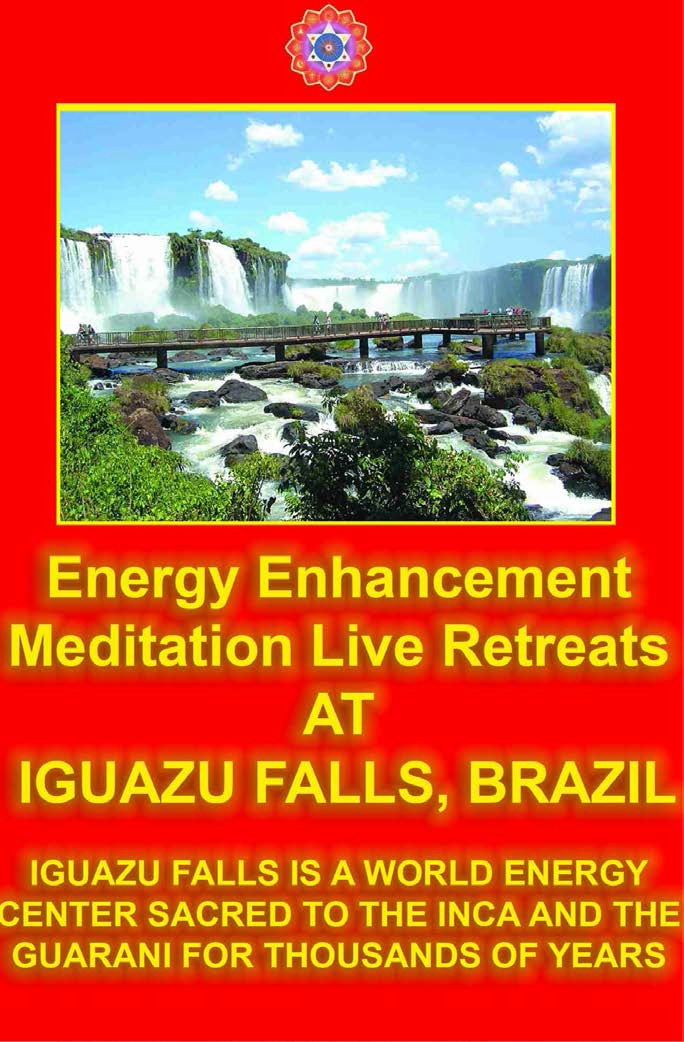 Energy Enhancement
Meditation Live Retreats
AT
IGUAZU FALLS, BRAZIL
IGUAZU FALLS IS A WORLD ENERGY
CENTER SACRED TO THE INCA AND THE
GUARANI FOR THOUSANDS OF YEARS